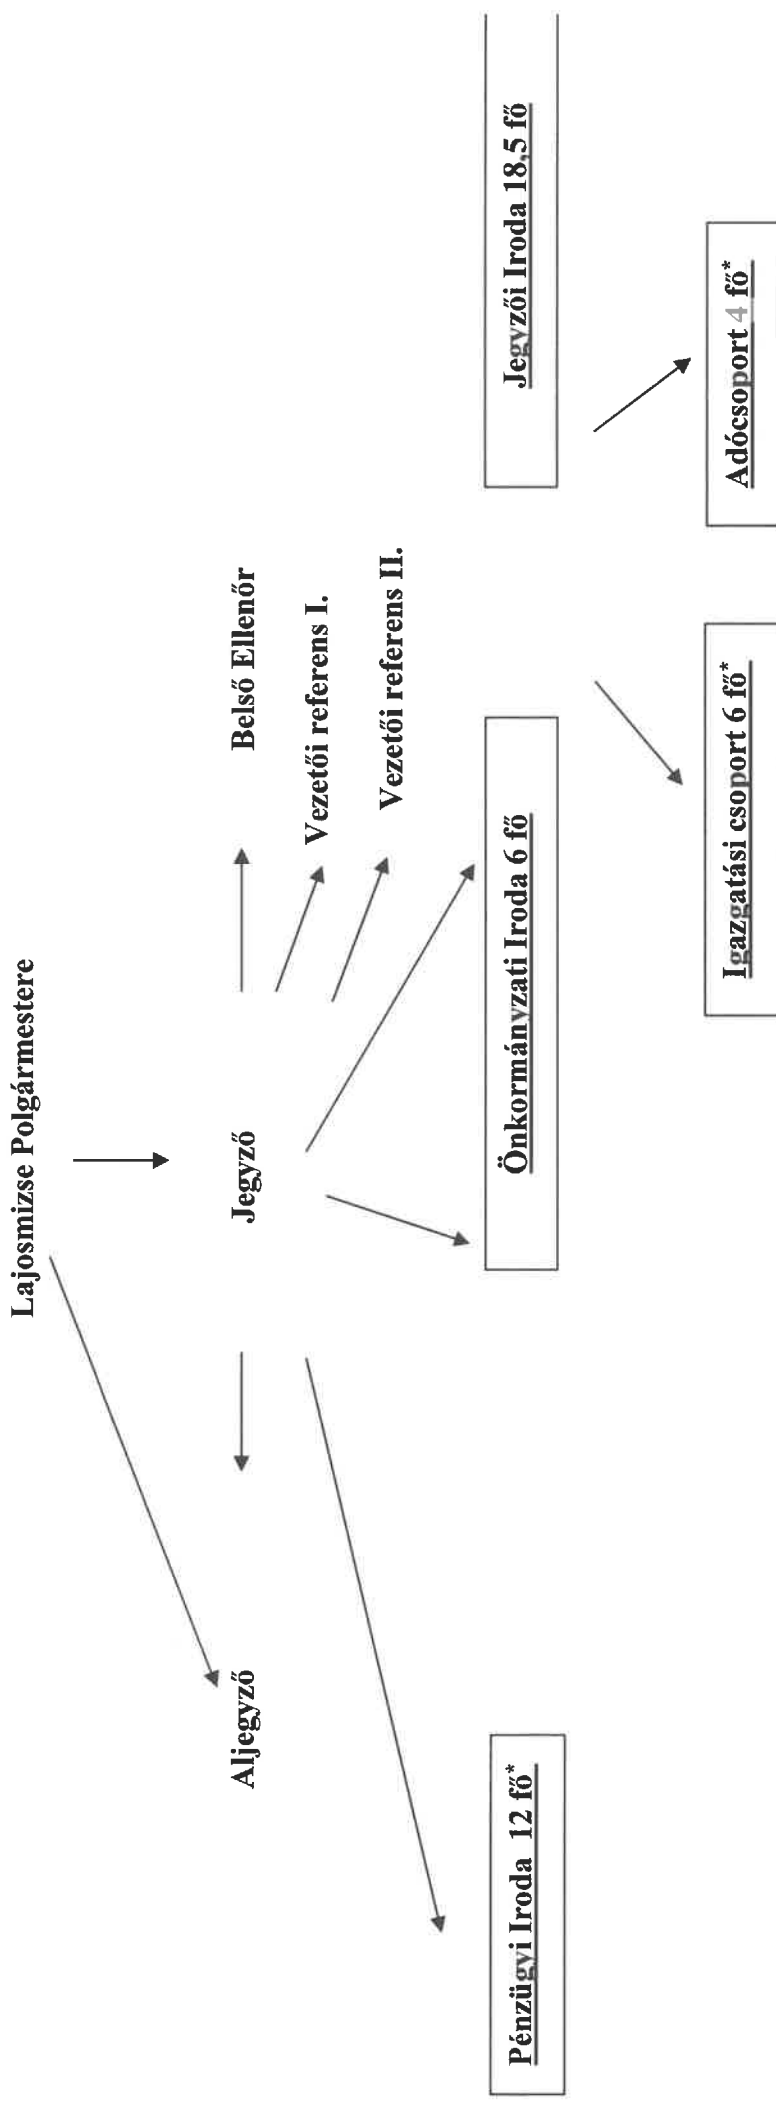 Lajosmizse Polgármestere
Aljegyző
Jegyző
Belső Ellenőr
Vezetői referens I.
Vezetői referens II.
Pénzügyi Iroda 12 fő*
Önkormányzati Iroda 6 fő
Jegyzői Iroda 18,5 fő
Igazgatási csoport 6 fő*
Adócsoport 4 fő*